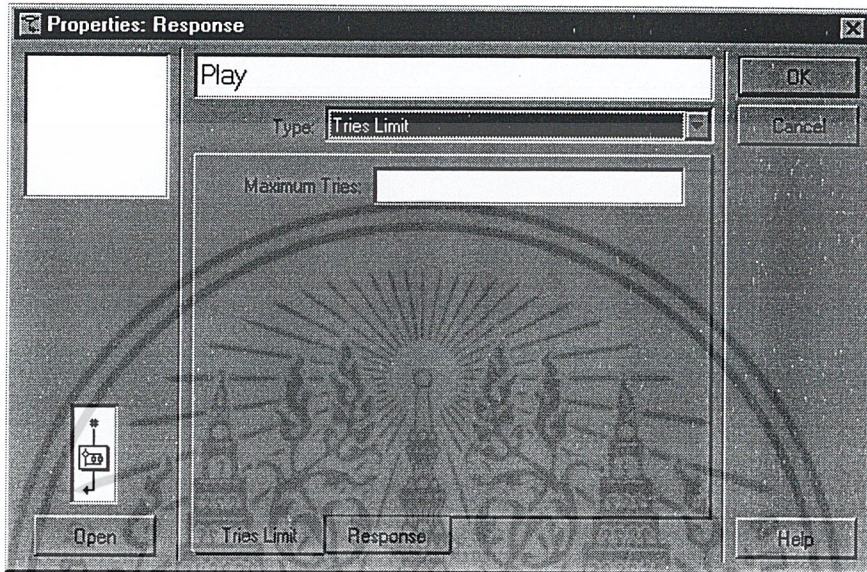 Properties: Response
Play
OK
Type: Tries Limit
Cancel
Maximum Tries:
#
Open
Tries Limit
Response
Help